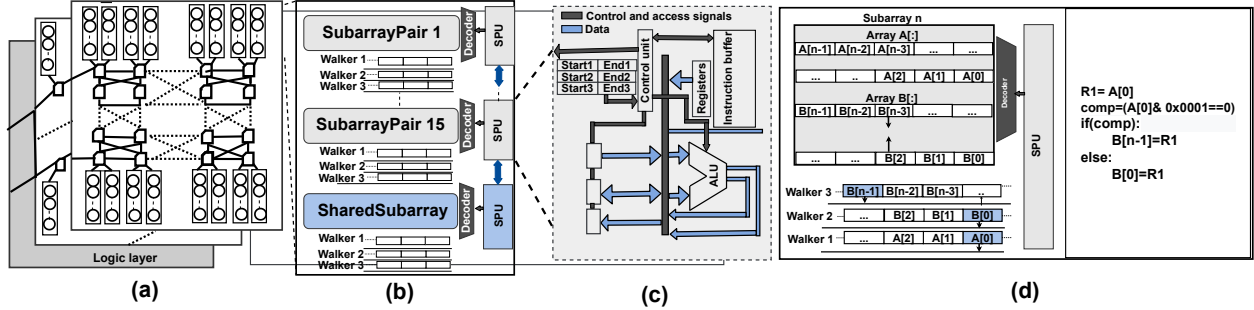 Logic layer
(a)
SubarrayPair 1
Decoder
SPU
Walker 1
Walker 2
Walker 3
SubarrayPair 15
Decoder
SPU
Walker 1
Walker 2
Walker 3
SharedSubarray
Decoder
SPU
Walker 1
Walker 2
Walker 3
(b)
Control and access signals
Data
Start1 End1
Start2 End2
Start3 End3
Control unit
Registers
Instruction buffer
ALU
(c)
Subarray n
Array A[:]
A[n-1] A[n-2] A[n-3] ... ...
... .. A[2] A[1] A[0]
Array B[:]
B[n-1] B[n-2] B[n-3] ... ...
... ... B[2] B[1] B[0]
Decoder
SPU
Walker 3 B[n-1] B[n-2] B[n-3] ..
Walker 2 ... B[2] B[1] B[0]
Walker 1 ... A[2] A[1] A[0]
R1= A[0]
comp=(A[0]& 0x0001==0)
if(comp):
B[n-1]=R1
else:
B[0]=R1
(d)